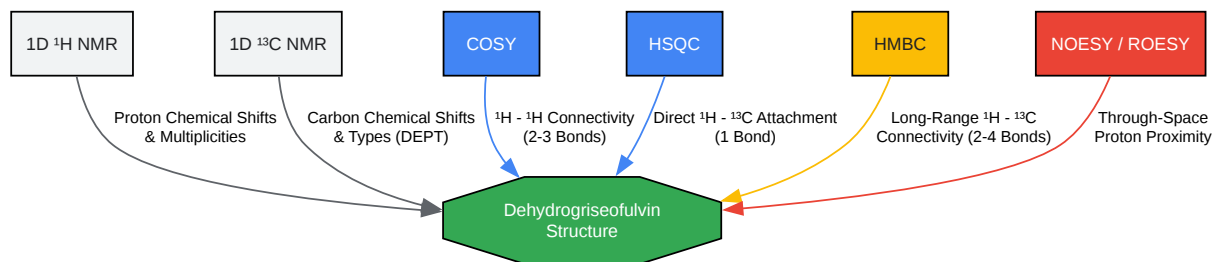 1D ¹H NMR
1D ¹³C NMR
COSY
HSQC
HMBC
NOESY / ROESY
Proton Chemical Shifts
& Multiplicities
Carbon Chemical Shifts
& Types (DEPT)
¹H - ¹H Connectivity
(2-3 Bonds)
Direct ¹H - ¹³C Attachment
(1 Bond)
Long-Range ¹H - ¹³C
Connectivity (2-4 Bonds)
Through-Space
Proton Proximity
Dehydrogriseofulvin
Structure